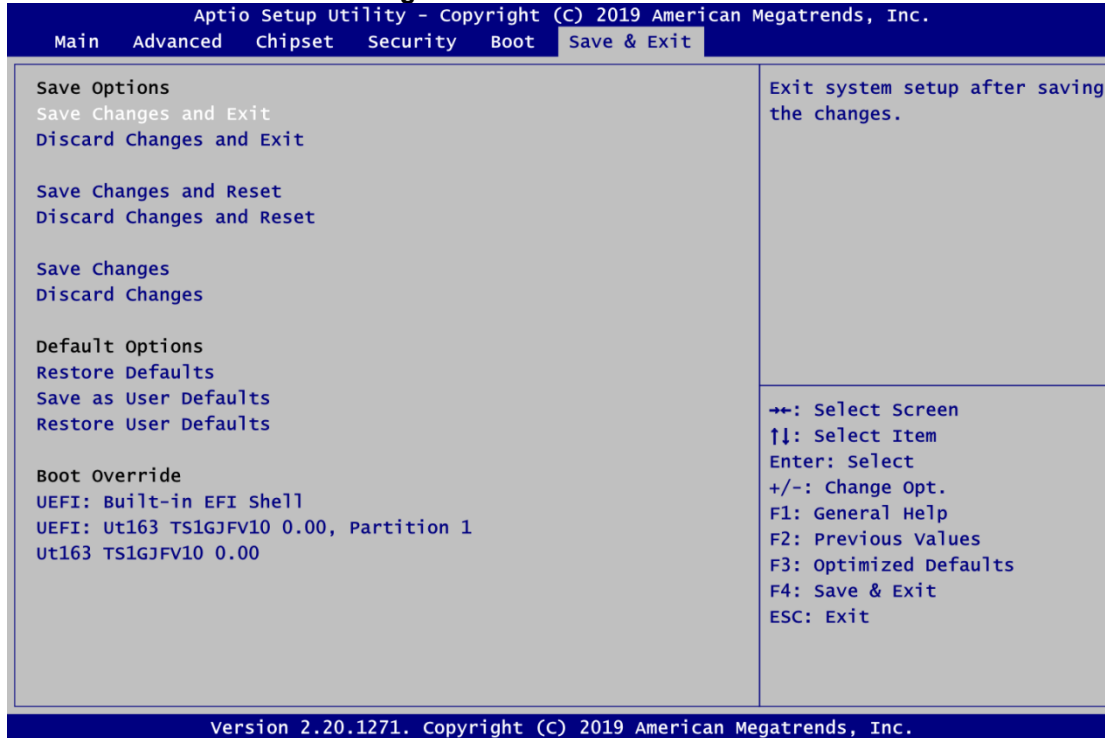 Aptio Setup Utility – Copyright (C) 2019 American Megatrends, Inc.
Main Advanced Chipset Security Boot Save & Exit
Save Options
Save Changes and Exit
Discard Changes and Exit
Save Changes and Reset
Discard Changes and Reset
Save Changes
Discard Changes
Default Options
Restore Defaults
Save as User Defaults
Restore User Defaults
Boot Override
UEFI: Built-in EFI Shell
UEFI: Ut163 TS1GJFV10 0.00, Partition 1
Ut163 TS1GJFV10 0.00
Exit system setup after saving
the changes.
→←: Select Screen
↑↓: Select Item
Enter: Select
+/-: Change Opt.
F1: General Help
F2: Previous Values
F3: Optimized Defaults
F4: Save & Exit
ESC: Exit
Version 2.20.1271. Copyright (C) 2019 American Megatrends, Inc.